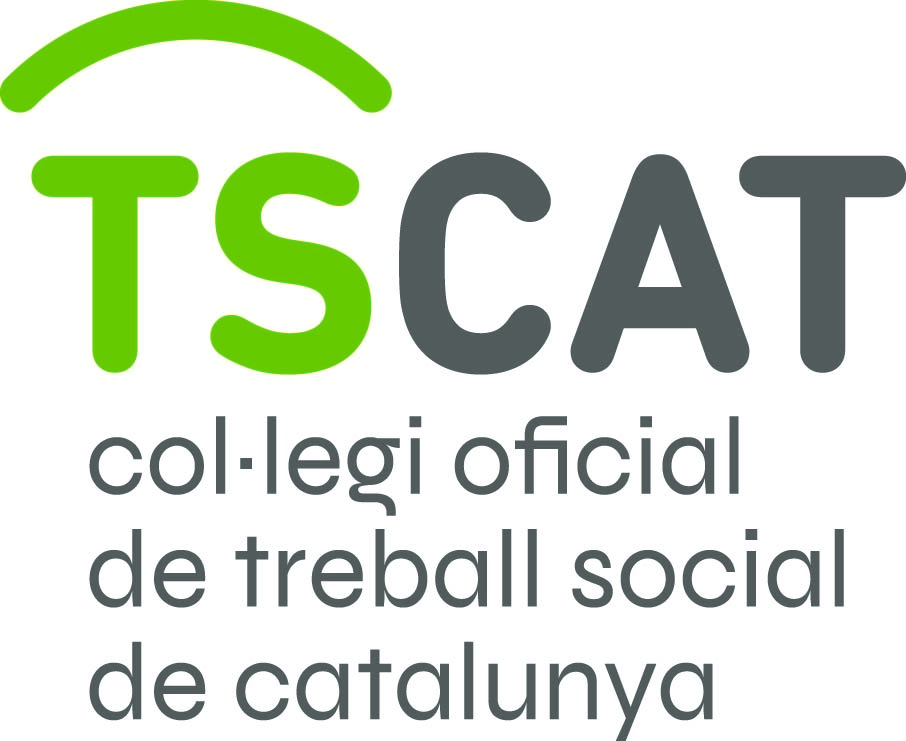 TSCAT
col·legi oficial
de treball social
de catalunya